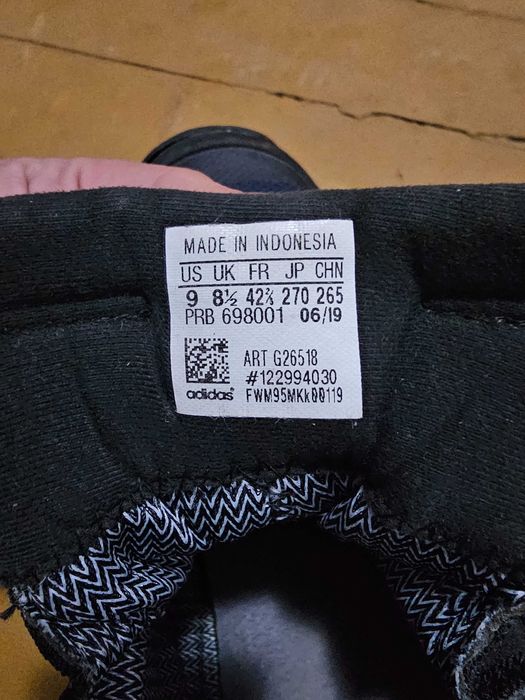 MADE IN INDONESIA
US UK FR JP CHN
9 8½ 42⅔ 270 265
PRB 698001 06/19
ART G26518
#122994030
adidas FWM95MKk00119